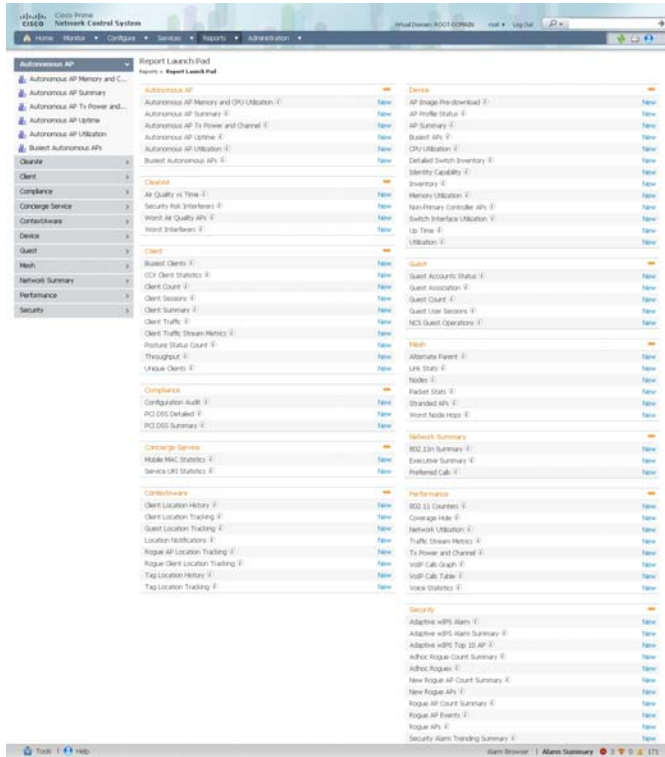 cisco
Cisco Prime
Network Control System
Virtual Domain: ROOT-DOMAIN root Log Out
Home Monitor Configure Services Reports Administration
Autonomous AP
Autonomous AP Memory and C...
Autonomous AP Summary
Autonomous AP Tx Power and...
Autonomous AP Uptime
Autonomous AP Utilization
Busiest Autonomous APs
CleanAir
Client
Compliance
Concierge Service
ContextAware
Device
Guest
Mesh
Network Summary
Performance
Security
Report Launch Pad
Reports > Report Launch Pad
Autonomous AP
Autonomous AP Memory and CPU Utilization New
Autonomous AP Summary New
Autonomous AP Tx Power and Channel New
Autonomous AP Uptime New
Autonomous AP Utilization New
Busiest Autonomous APs New
CleanAir
Air Quality vs Time New
Security Risk Interferers New
Worst Air Quality APs New
Worst Interferers New
Client
Busiest Clients New
CCX Client Statistics New
Client Count New
Client Sessions New
Client Summary New
Client Traffic New
Client Traffic Stream Metrics New
Posture Status Count New
Throughput New
Unique Clients New
Compliance
Configuration Audit New
PCI DSS Detailed New
PCI DSS Summary New
Concierge Service
Mobile MAC Statistics New
Service URI Statistics New
ContextAware
Client Location History New
Client Location Tracking New
Guest Location Tracking New
Location Notifications New
Rogue AP Location Tracking New
Rogue Client Location Tracking New
Tag Location History New
Tag Location Tracking New
Device
AP Image Pre-download New
AP Profile Status New
AP Summary New
Busiest APs New
CPU Utilization New
Detailed Switch Inventory New
Identity Capability New
Inventory New
Memory Utilization New
Non-Primary Controller APs New
Switch Interface Utilization New
Up Time New
Utilization New
Guest
Guest Accounts Status New
Guest Association New
Guest Count New
Guest User Sessions New
NCS Guest Operations New
Mesh
Alternate Parent New
Link Stats New
Nodes New
Packet Stats New
Stranded APs New
Worst Node Hops New
Network Summary
802.11n Summary New
Executive Summary New
Preferred Calls New
Performance
802.11 Counters New
Coverage Hole New
Network Utilization New
Traffic Stream Metrics New
Tx Power and Channel New
VoIP Calls Graph New
VoIP Calls Table New
Voice Statistics New
Security
Adaptive wIPS Alarm New
Adaptive wIPS Alarm Summary New
Adaptive wIPS Top 10 AP New
Adhoc Rogue Count Summary New
Adhoc Rogues New
New Rogue AP Count Summary New
New Rogue APs New
Rogue AP Count Summary New
Rogue AP Events New
Rogue APs New
Security Alarm Trending Summary New
Tools | Help
Alarm Browser | Alarm Summary 3 0 171